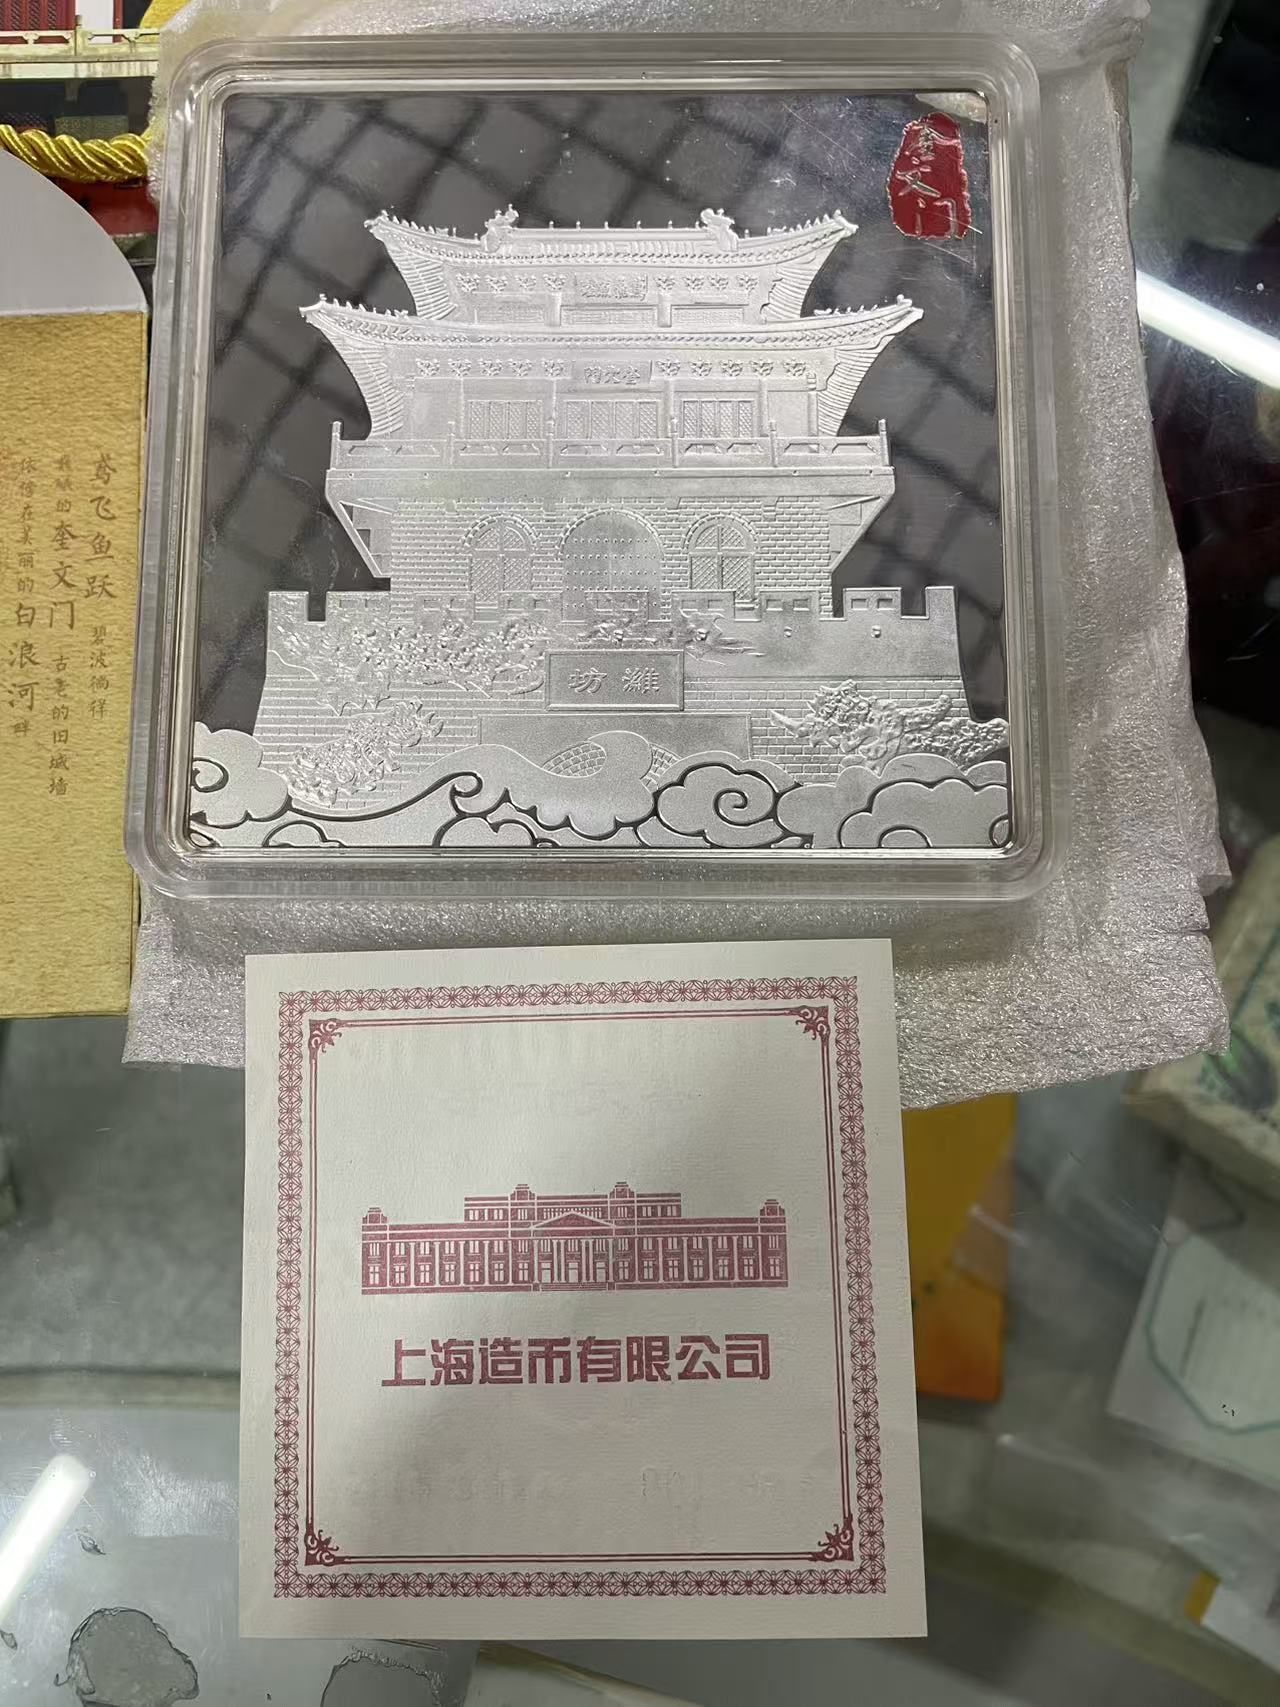 奎文门
奎文門
坊 潍
鸢飞鱼跃 碧波徜徉
巍峨的奎文门 古老的旧城墙
依偎在美丽的白浪河畔
上海造币有限公司